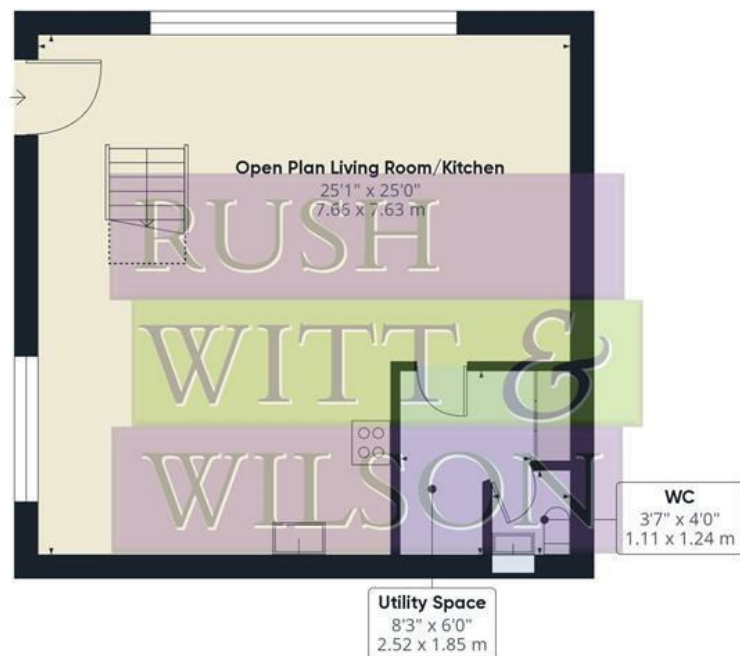 Open Plan Living Room/Kitchen
25'1" x 25'0"
7.66 x 7.63 m
RUSH
WITT &
WILSON
WC
3'7" x 4'0"
1.11 x 1.24 m
Utility Space
8'3" x 6'0"
2.52 x 1.85 m